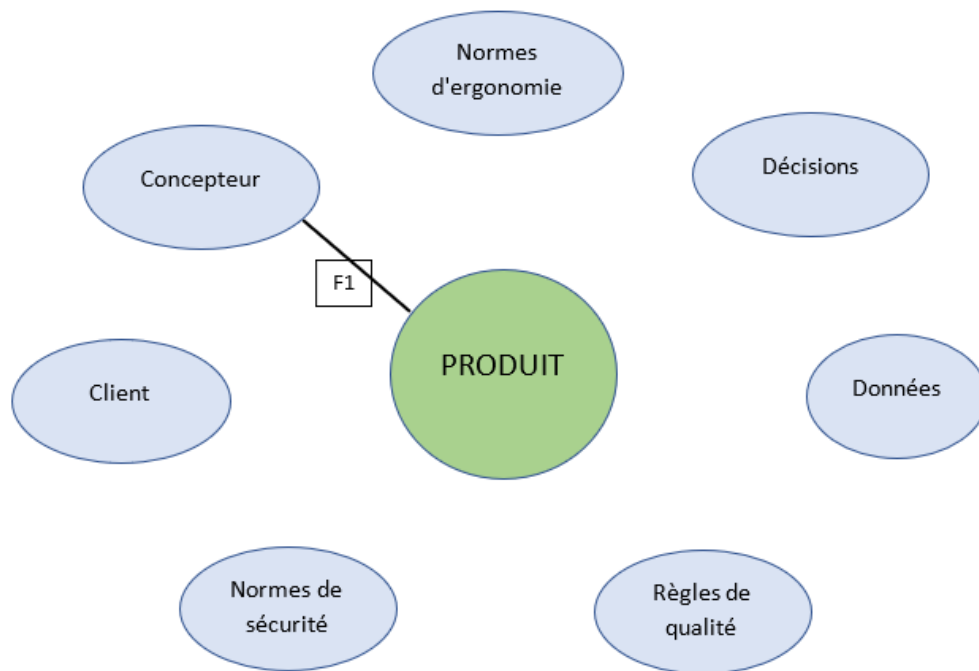 Normes
d'ergonomie
Concepteur
Décisions
F1
PRODUIT
Client
Données
Normes de
sécurité
Règles de
qualité